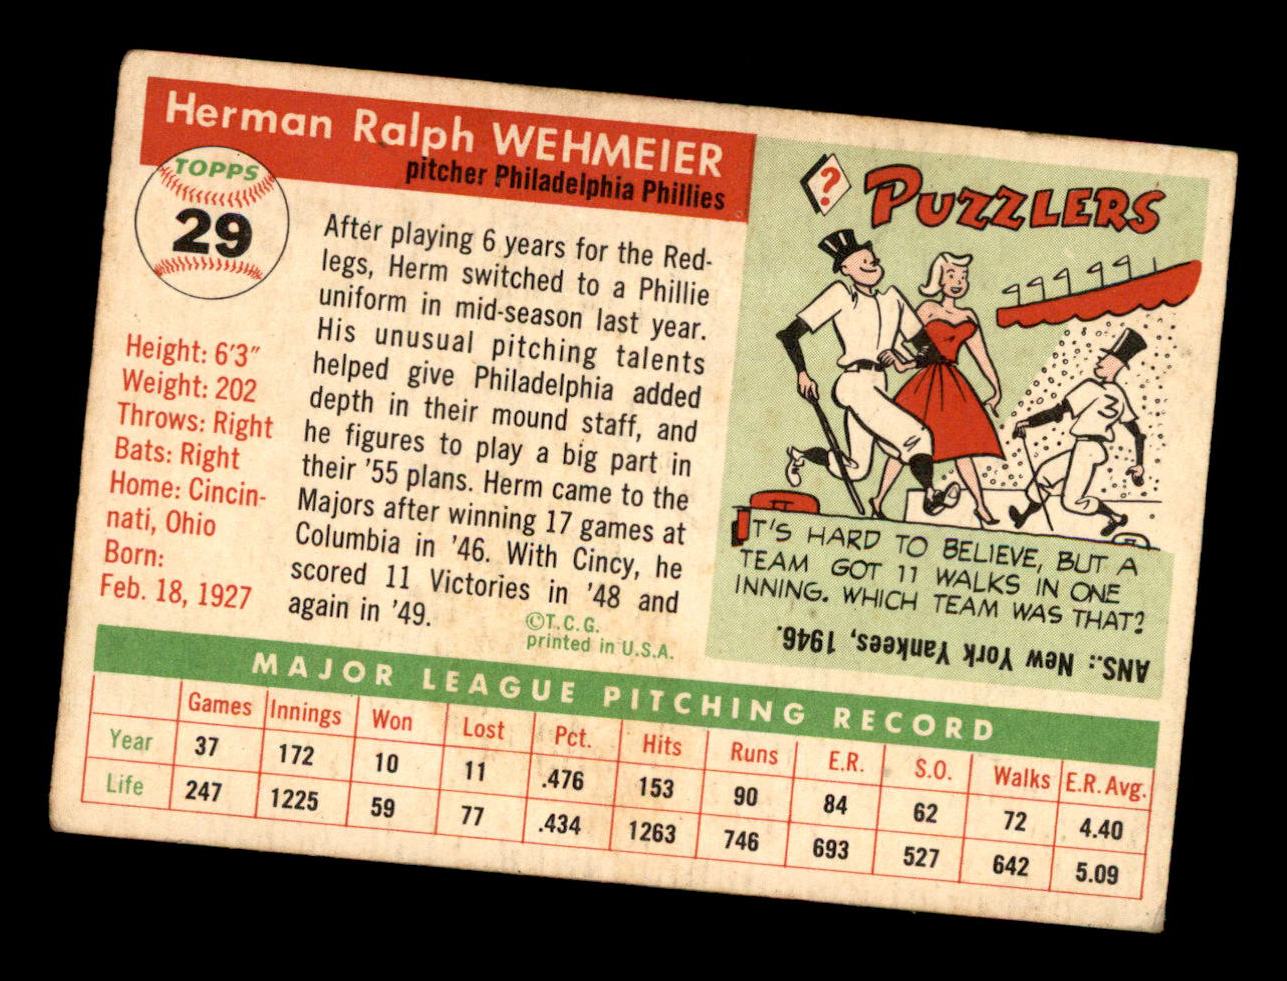 Herman Ralph WEHMEIER
pitcher Philadelphia Phillies
TOPPS
29
Height: 6'3"
Weight: 202
Throws: Right
Bats: Right
Home: Cincin-
nati, Ohio
Born:
Feb. 18, 1927
After playing 6 years for the Red-
legs, Herm switched to a Phillie
uniform in mid-season last year.
His unusual pitching talents
helped give Philadelphia added
depth in their mound staff, and
he figures to play a big part in
their '55 plans. Herm came to the
Majors after winning 17 games at
Columbia in '46. With Cincy, he
scored 11 Victories in '48 and
again in '49.
©T.C.G.
printed in U.S.A.
?
PUZZLERS
3
IT'S HARD TO BELIEVE, BUT A
TEAM GOT 11 WALKS IN ONE
INNING. WHICH TEAM WAS THAT?
ANS.: New York Yankees, 1946.
MAJOR LEAGUE PITCHING RECORD
Games Innings Won Lost Pct. Hits Runs E.R. S.O. Walks E.R. Avg.
Year 37 172 10 11 .476 153 90 84 62 72 4.40
Life 247 1225 59 77 .434 1263 746 693 527 642 5.09